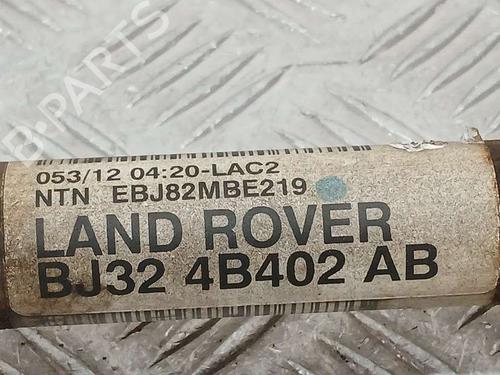 B-PARTS
053/12 04:20-LAC2
NTN EBJ82MBE219
LAND ROVER
BJ32 4B402 AB